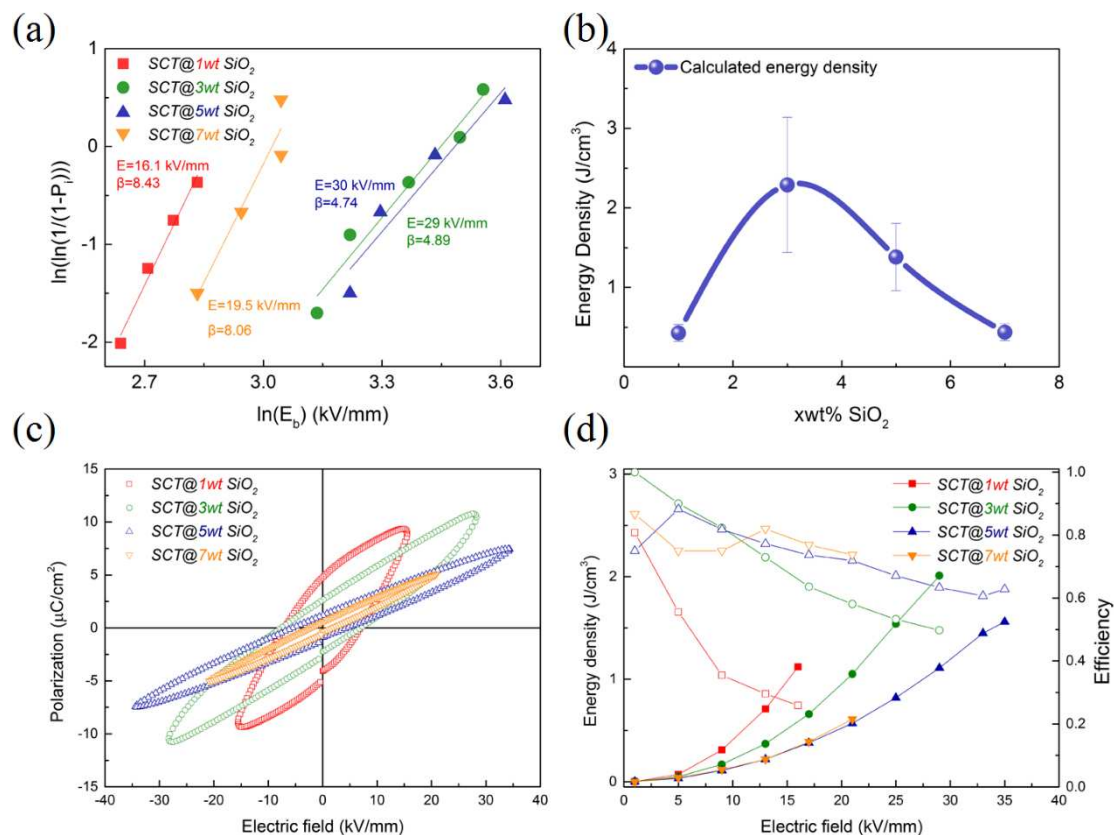 (a)
SCT@1wt SiO₂
SCT@3wt SiO₂
SCT@5wt SiO₂
SCT@7wt SiO₂
E=16.1 kV/mm
β=8.43
E=30 kV/mm
β=4.74
E=29 kV/mm
β=4.89
E=19.5 kV/mm
β=8.06
1
0
-1
-2
ln(ln(1/(1-Pᵢ)))
2.7 3.0 3.3 3.6
ln(E_b) (kV/mm)
(b)
Calculated energy density
4
3
2
1
Energy Density (J/cm³)
0 2 4 6 8
xwt% SiO₂
(c)
SCT@1wt SiO₂
SCT@3wt SiO₂
SCT@5wt SiO₂
SCT@7wt SiO₂
15
10
5
0
-5
-10
-15
Polarization (μC/cm²)
-40 -30 -20 -10 0 10 20 30 40
Electric field (kV/mm)
(d)
SCT@1wt SiO₂
SCT@3wt SiO₂
SCT@5wt SiO₂
SCT@7wt SiO₂
3
2
1
0
Energy density (J/cm³)
1.0
0.8
0.6
0.4
0.2
0.0
Efficiency
0 5 10 15 20 25 30 35 40
Electric field (kV/mm)